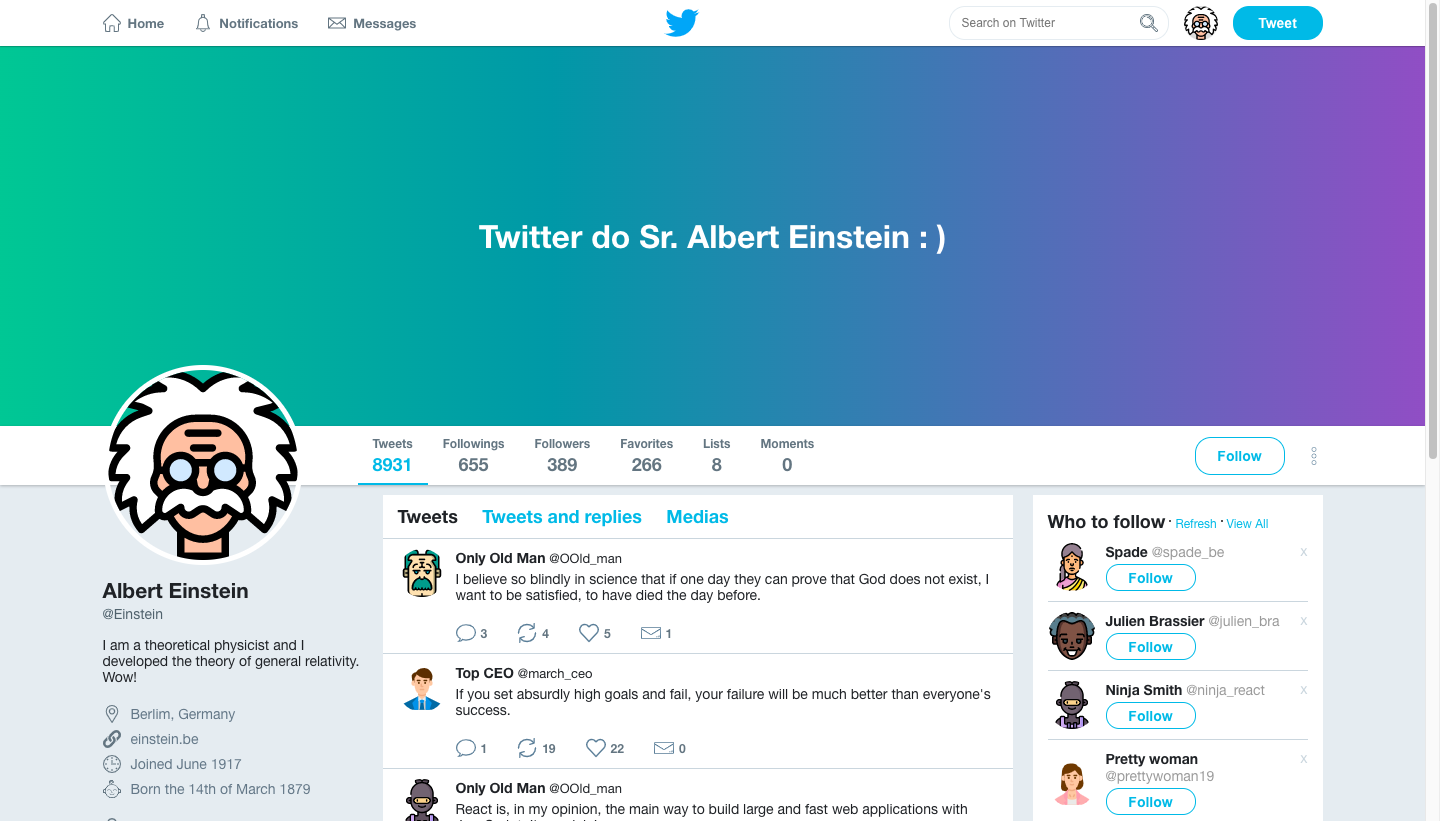 Home Notifications Messages Search on Twitter Tweet
Twitter do Sr. Albert Einstein : )
Tweets Followings Followers Favorites Lists Moments
8931 655 389 266 8 0
Follow
Albert Einstein
@Einstein
I am a theoretical physicist and I
developed the theory of general relativity.
Wow!
Berlim, Germany
einstein.be
Joined June 1917
Born the 14th of March 1879
Tweets Tweets and replies Medias
Only Old Man @OOld_man
I believe so blindly in science that if one day they can prove that God does not exist, I
want to be satisfied, to have died the day before.
3 4 5 1
Top CEO @march_ceo
If you set absurdly high goals and fail, your failure will be much better than everyone's
success.
1 19 22 0
Only Old Man @OOld_man
React is, in my opinion, the main way to build large and fast web applications with
Who to follow · Refresh · View All
Spade @spade_be x
Follow
Julien Brassier @julien_bra x
Follow
Ninja Smith @ninja_react x
Follow
Pretty woman x
@prettywoman19
Follow